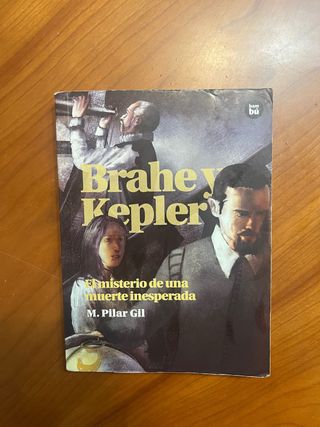 bam
bú
Brahe y
Kepler
El misterio de una
muerte inesperada
M. Pilar Gil